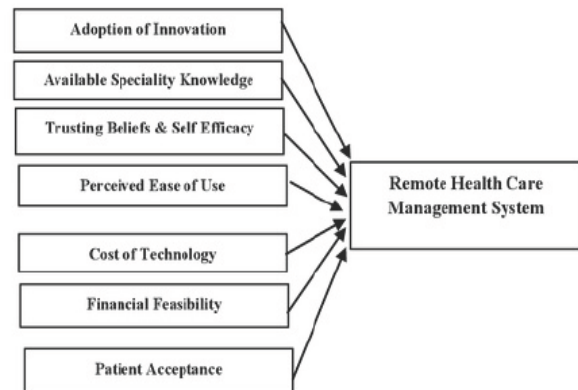 Adoption of Innovation
Available Speciality Knowledge
Trusting Beliefs & Self Efficacy
Perceived Ease of Use
Cost of Technology
Financial Feasibility
Patient Acceptance
Remote Health Care
Management System